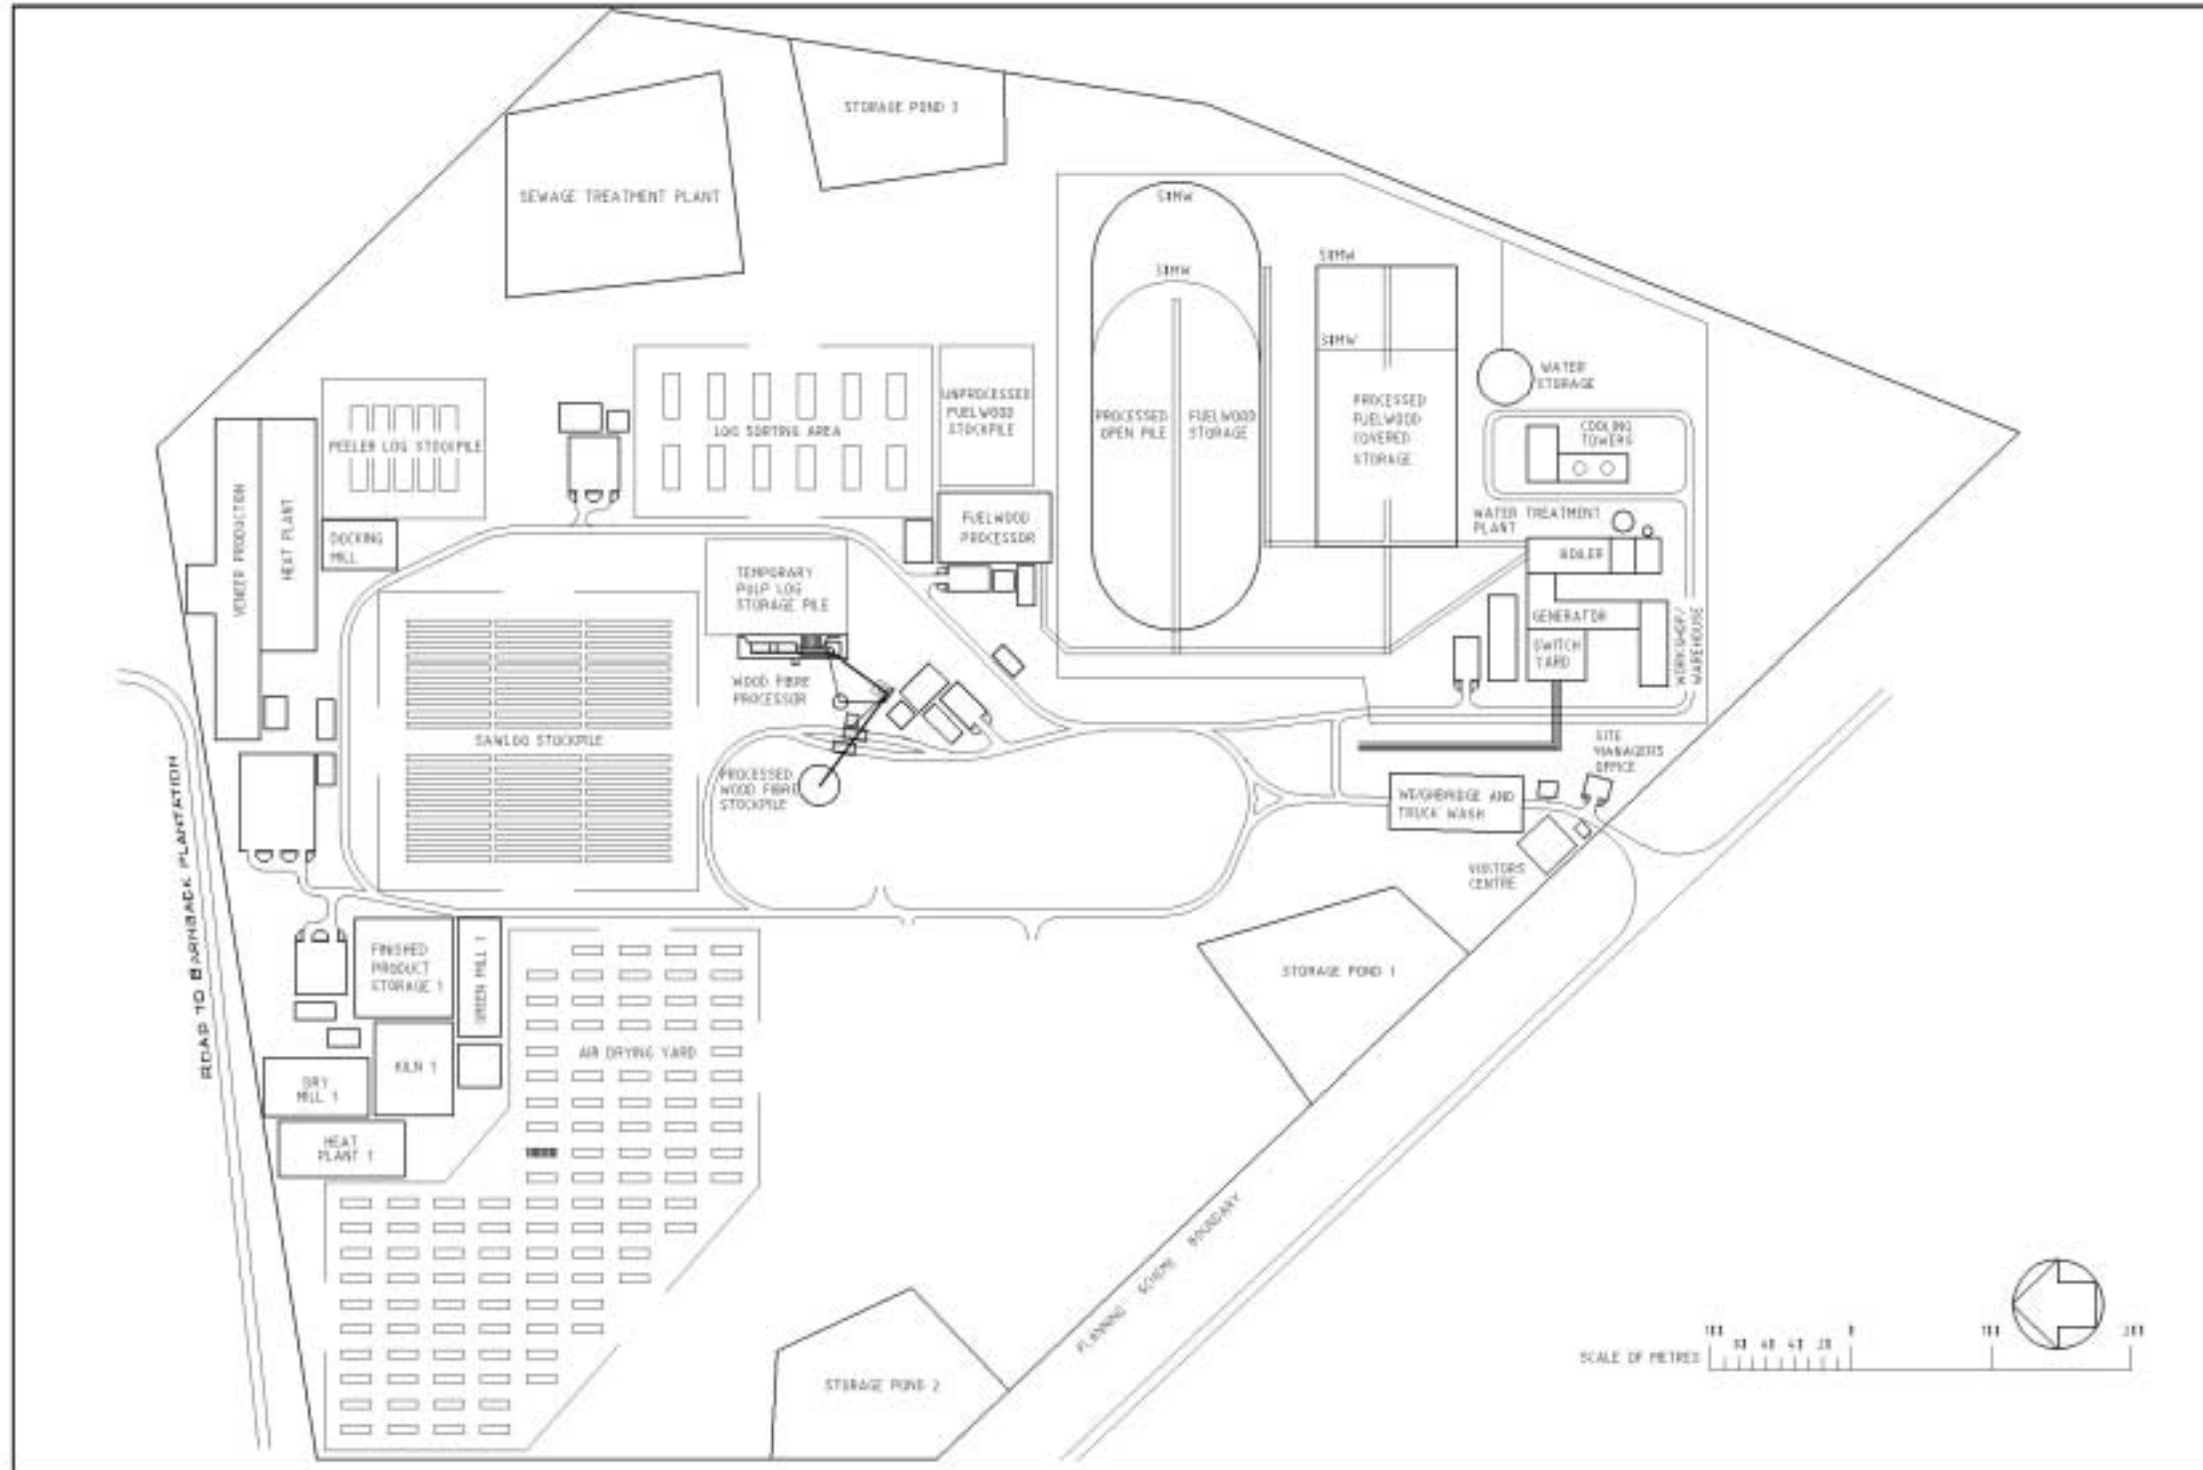 STORAGE POND 3
SEWAGE TREATMENT PLANT
WATER
STORAGE
UNPROCESSED
FUELWOOD
STOCKPILE
PROCESSED
OPEN PILE
FUELWOOD
STORAGE
PROCESSED
FUELWOOD
COVERED
STORAGE
COOLING
TOWERS
LOG SORTING AREA
PEELER LOG STOCKPILE
VENEER PRODUCTION
HEAT PLANT
DOCKING
MILL
FUELWOOD
PROCESSOR
WATER TREATMENT
PLANT
BOILER
TEMPORARY
PULP LOG
STORAGE PILE
GENERATOR
SWITCH
YARD
WORKSHOP/
WAREHOUSE
WOOD FIBRE
PROCESSOR
SAWLOG STOCKPILE
SITE
MANAGERS
OFFICE
PROCESSED
WOOD FIBRE
STOCKPILE
WEIGHBRIDGE AND
TRUCK WASH
VISITORS
CENTRE
ROAD TO BARNBACK PLANTATION
FINISHED
PRODUCT
STORAGE 1
GREEN MILL 1
STORAGE POND 1
AIR DRYING YARD
KILN 1
DRY
MILL 1
HEAT
PLANT 1
PLANNING SCHEME BOUNDARY
STORAGE POND 2
SCALE OF METRES